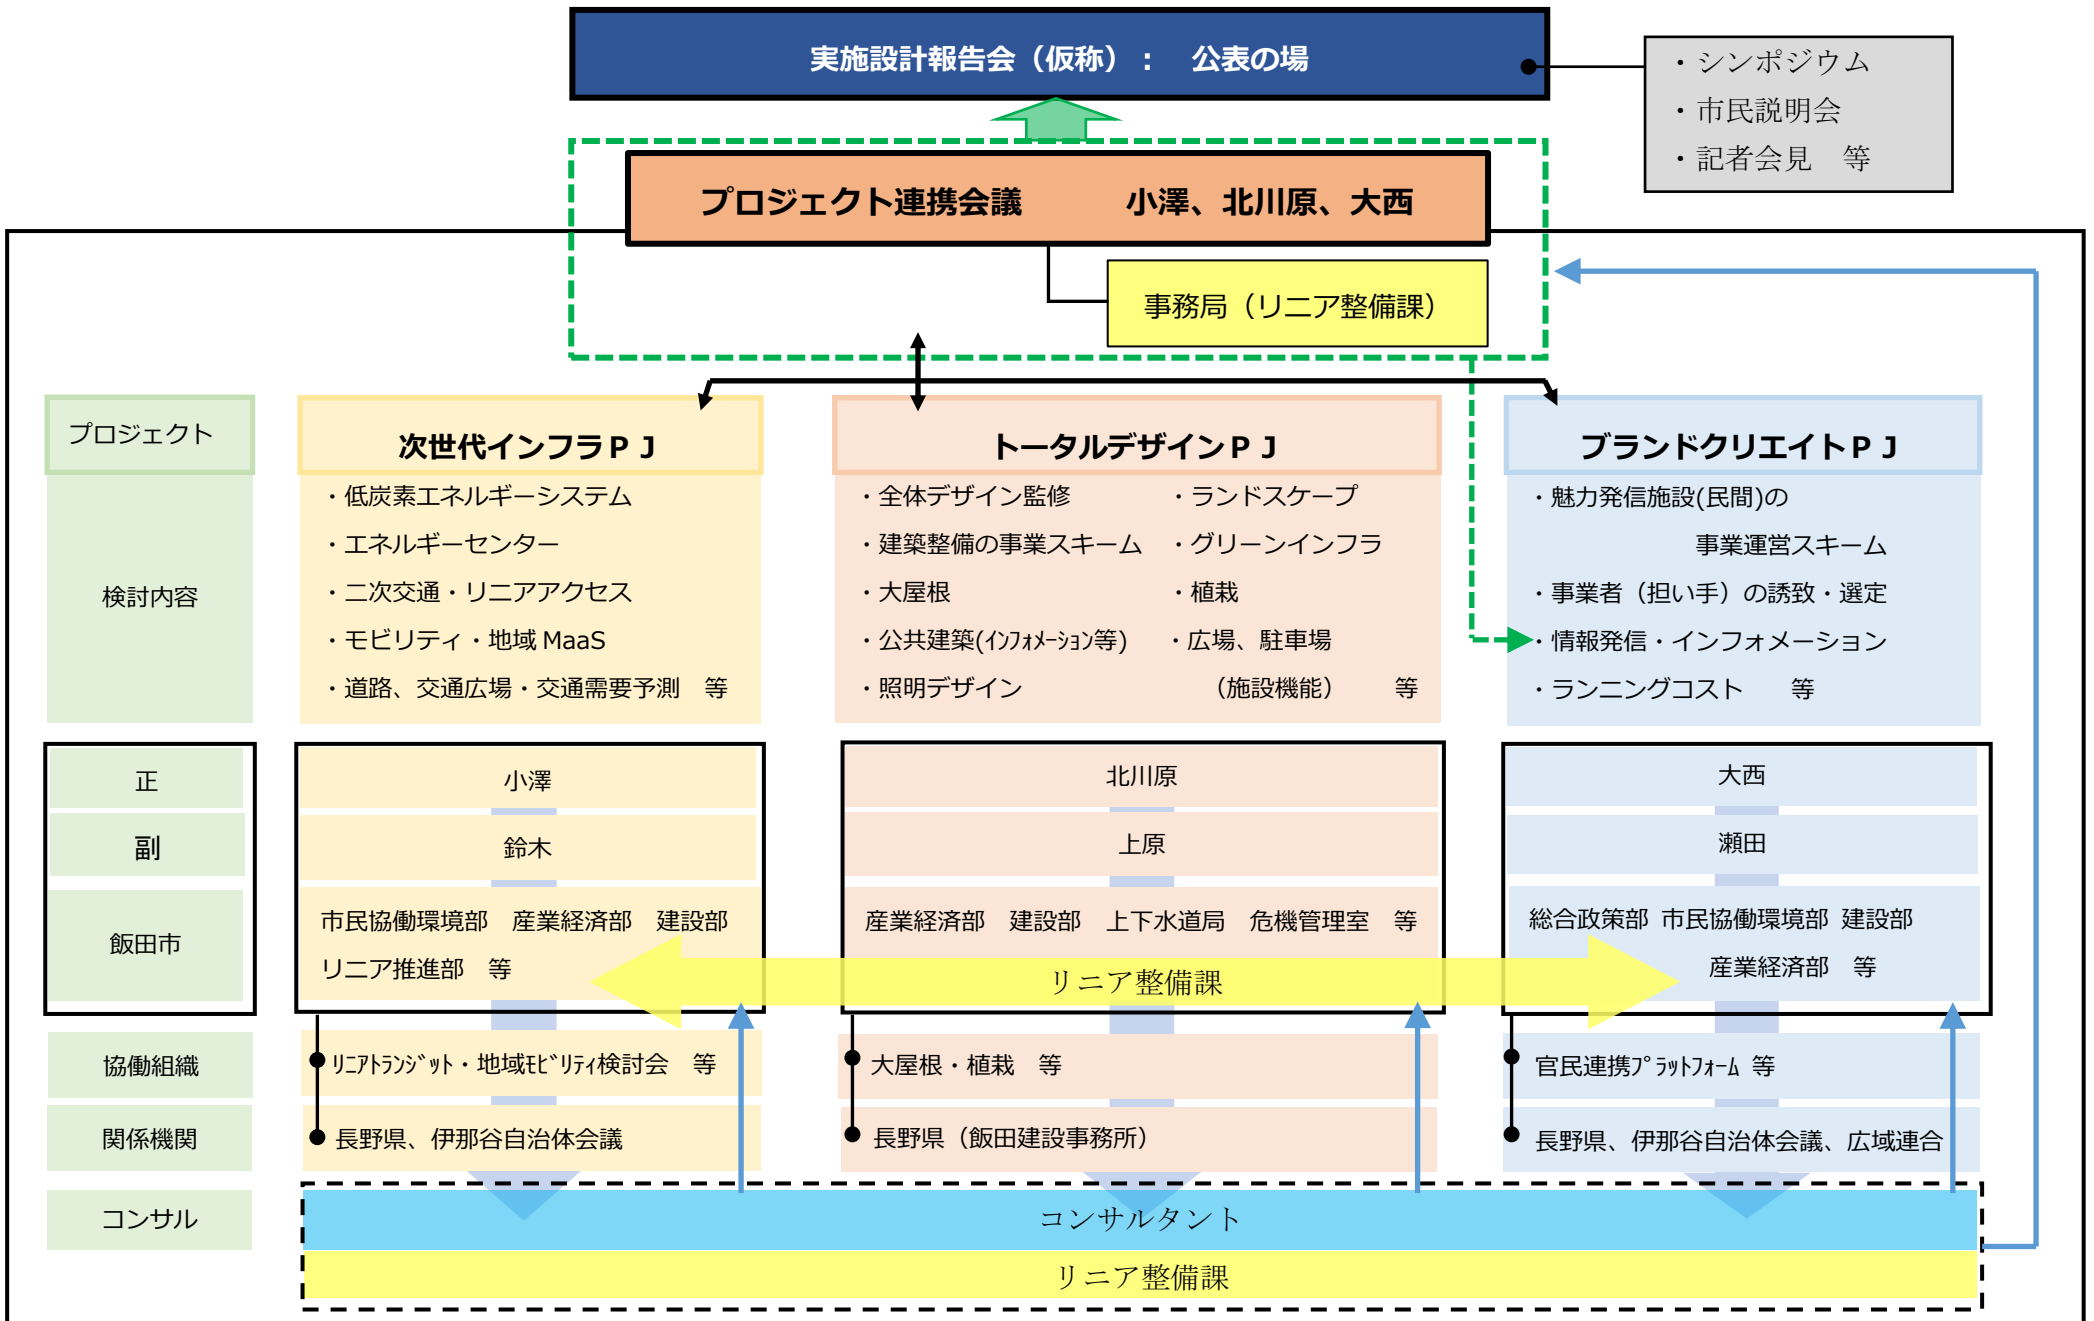 実施設計報告会（仮称）：　公表の場
・シンポジウム
・市民説明会
・記者会見　等
プロジェクト連携会議　　　小澤、北川原、大西
事務局（リニア整備課）
プロジェクト
次世代インフラＰＪ
トータルデザインＰＪ
ブランドクリエイトＰＪ
検討内容
・低炭素エネルギーシステム
・エネルギーセンター
・二次交通・リニアアクセス
・モビリティ・地域 MaaS
・道路、交通広場・交通需要予測　等
・全体デザイン監修　　　　・ランドスケープ
・建築整備の事業スキーム　・グリーンインフラ
・大屋根　　　　　　　　　・植栽
・公共建築(ｲﾝﾌｫﾒｰｼｮﾝ等)　・広場、駐車場
・照明デザイン　　　　　　　（施設機能）　　等
・魅力発信施設(民間)の
事業運営スキーム
・事業者（担い手）の誘致・選定
・情報発信・インフォメーション
・ランニングコスト　　等
正
小澤
北川原
大西
副
鈴木
上原
瀬田
飯田市
市民協働環境部　産業経済部　建設部
リニア推進部　等
産業経済部　建設部　上下水道局　危機管理室　等
総合政策部 市民協働環境部 建設部
産業経済部　等
リニア整備課
協働組織
ﾘﾆｱﾄﾗﾝｼﾞｯﾄ・地域ﾓﾋﾞﾘﾃｨ検討会　等
大屋根・植栽　等
官民連携ﾌﾟﾗｯﾄﾌｫｰﾑ 等
関係機関
長野県、伊那谷自治体会議
長野県（飯田建設事務所）
長野県、伊那谷自治体会議、広域連合
コンサル
コンサルタント
リニア整備課